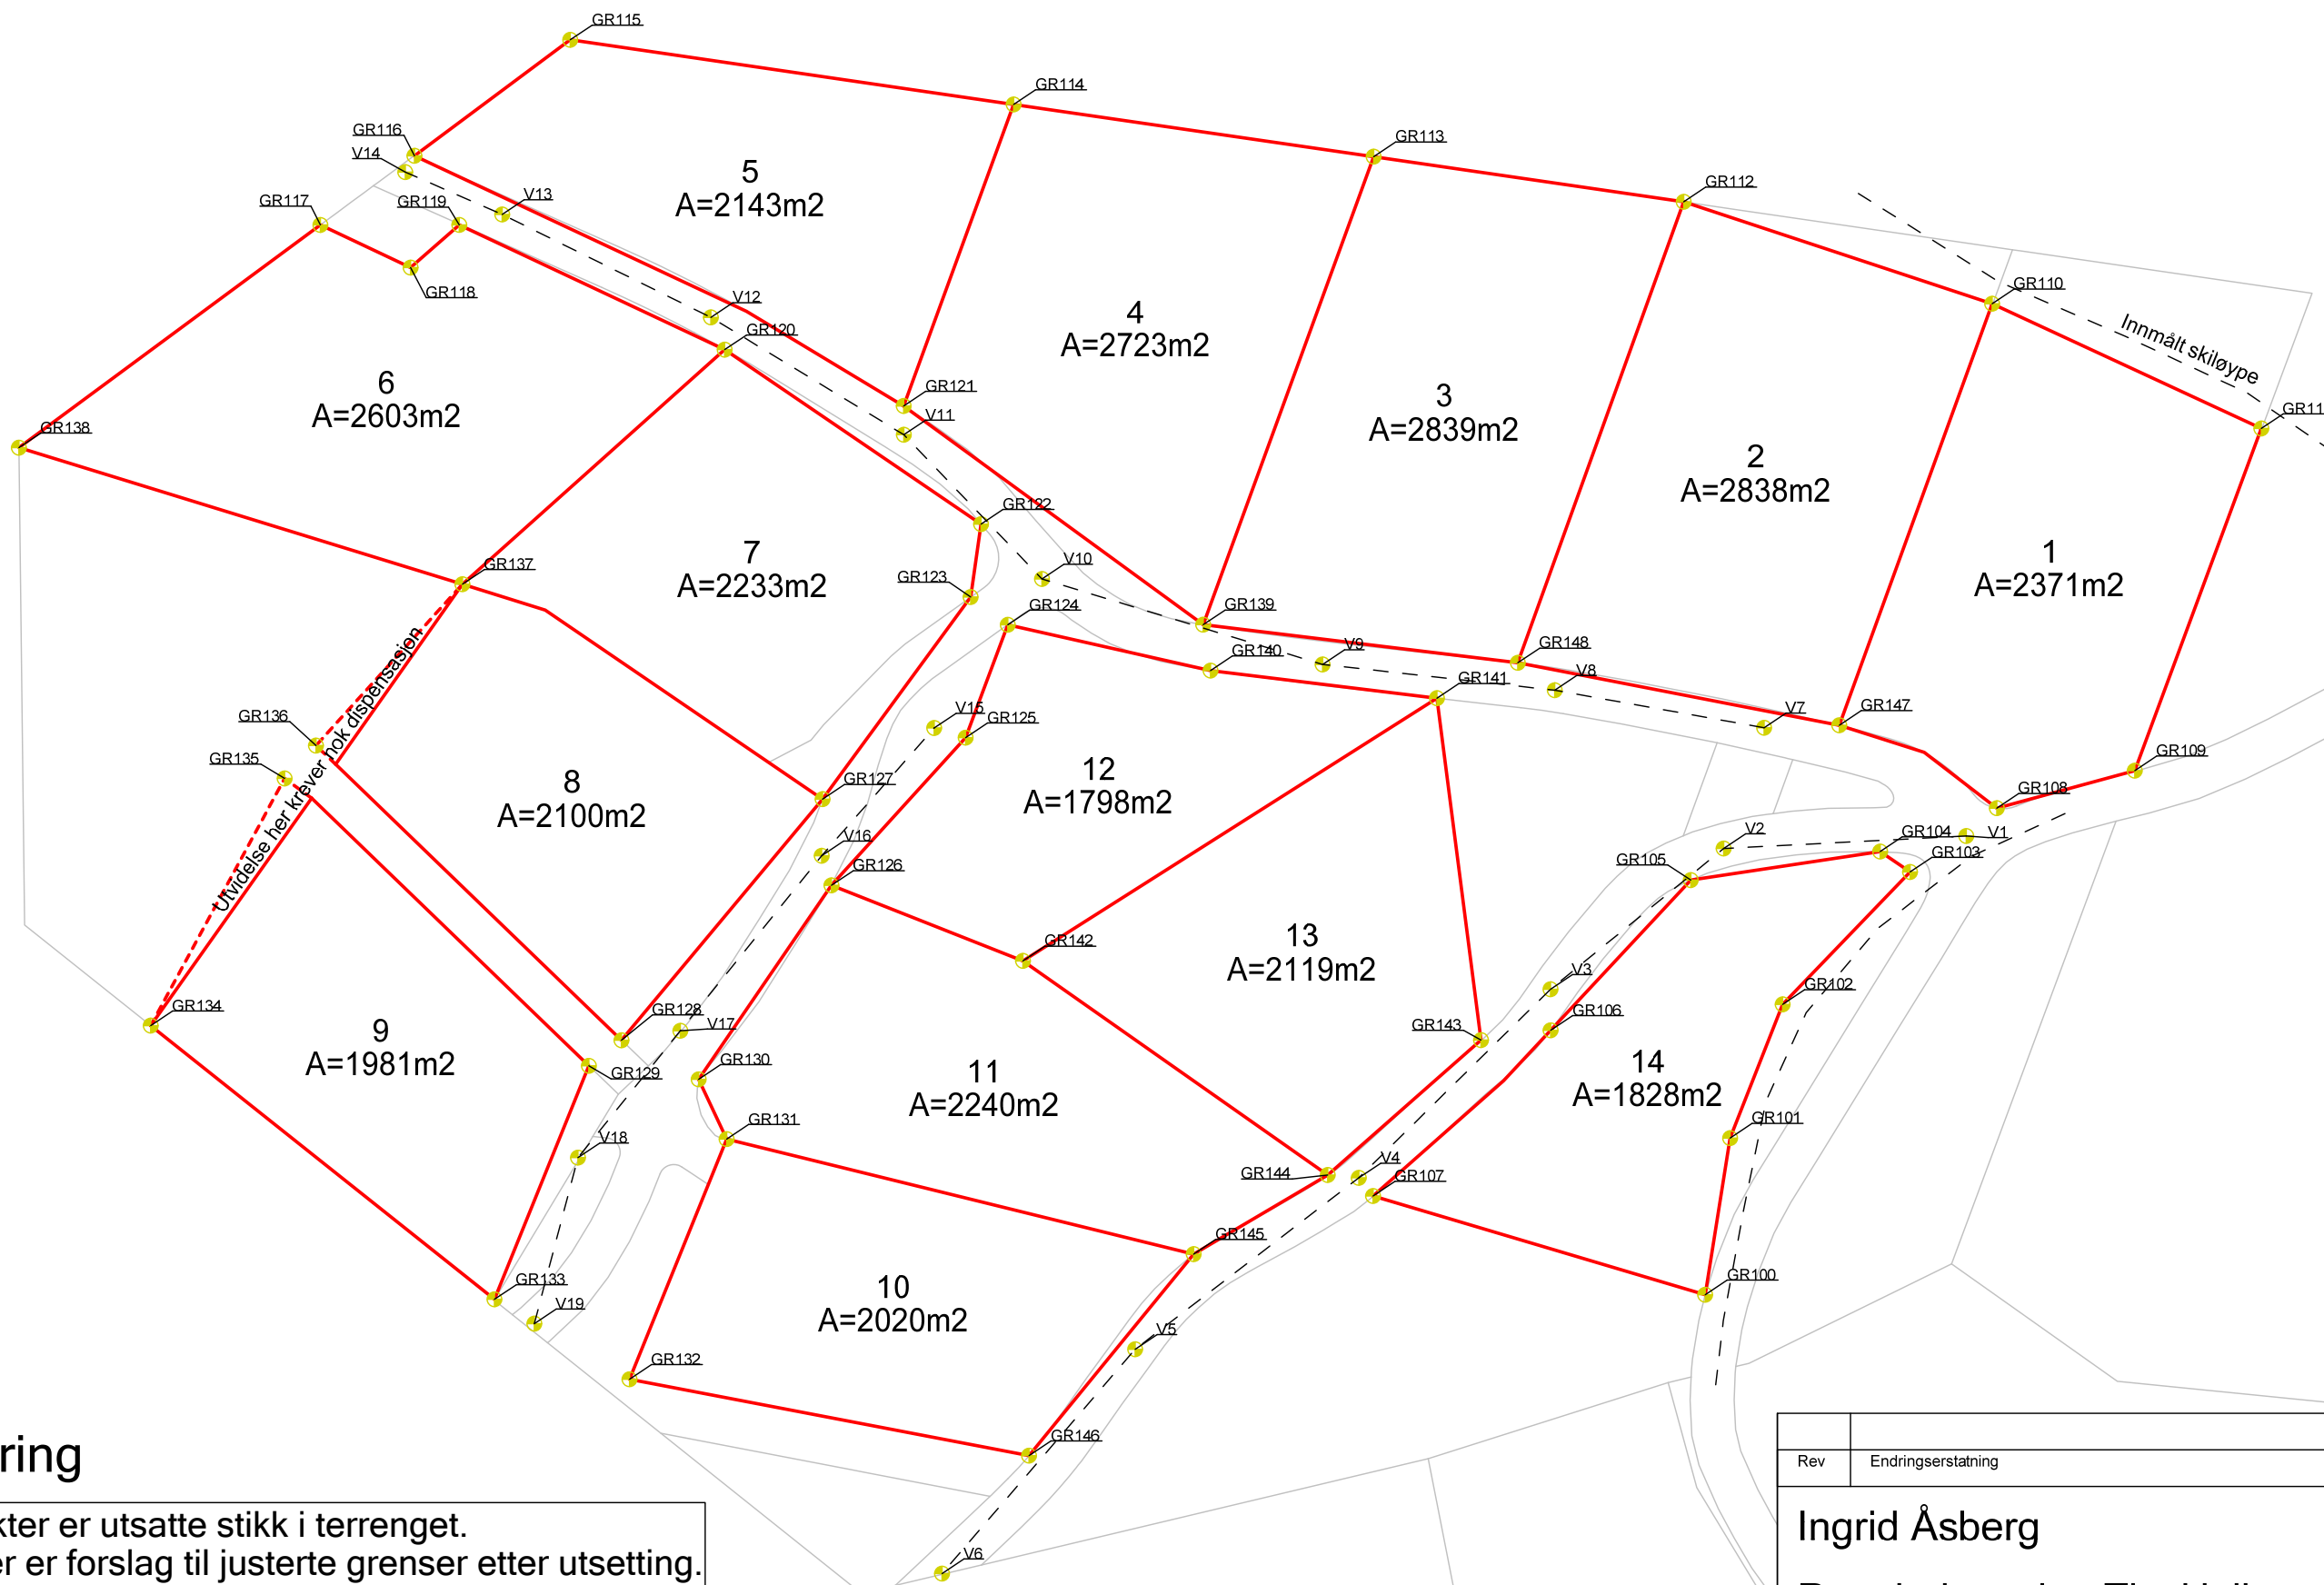 GR115
GR114
GR116
V14
GR113
5
A=2143m2
GR112
GR117
GR119
V13
GR110
GR118
V12
4
A=2723m2
Innmålt skiløype
GR120
6
A=2603m2
GR121
V11
3
A=2839m2
GR11
GR138
2
A=2838m2
GR122
7
A=2233m2
GR137
V10
1
A=2371m2
GR123
GR124
GR139
GR140
V9
GR148
V8
GR141
V15
GR125
V7
GR147
GR136
GR135
Utvidelse her krever nok dispensasjon
8
A=2100m2
GR127
12
A=1798m2
GR109
GR108
V16
GR126
V2
GR104
V1
GR105
GR103
GR142
13
A=2119m2
V3
GR102
GR134
GR128
V17
GR143
GR106
9
A=1981m2
GR129
GR130
11
A=2240m2
14
A=1828m2
GR131
V18
GR101
GR144
V4
GR107
GR145
GR133
V19
10
A=2020m2
GR100
V5
GR132
GR146
ring
Rev
Endringserstatning
kter er utsatte stikk i terrenget.
er er forslag til justerte grenser etter utsetting.
Ingrid Åsberg
V6